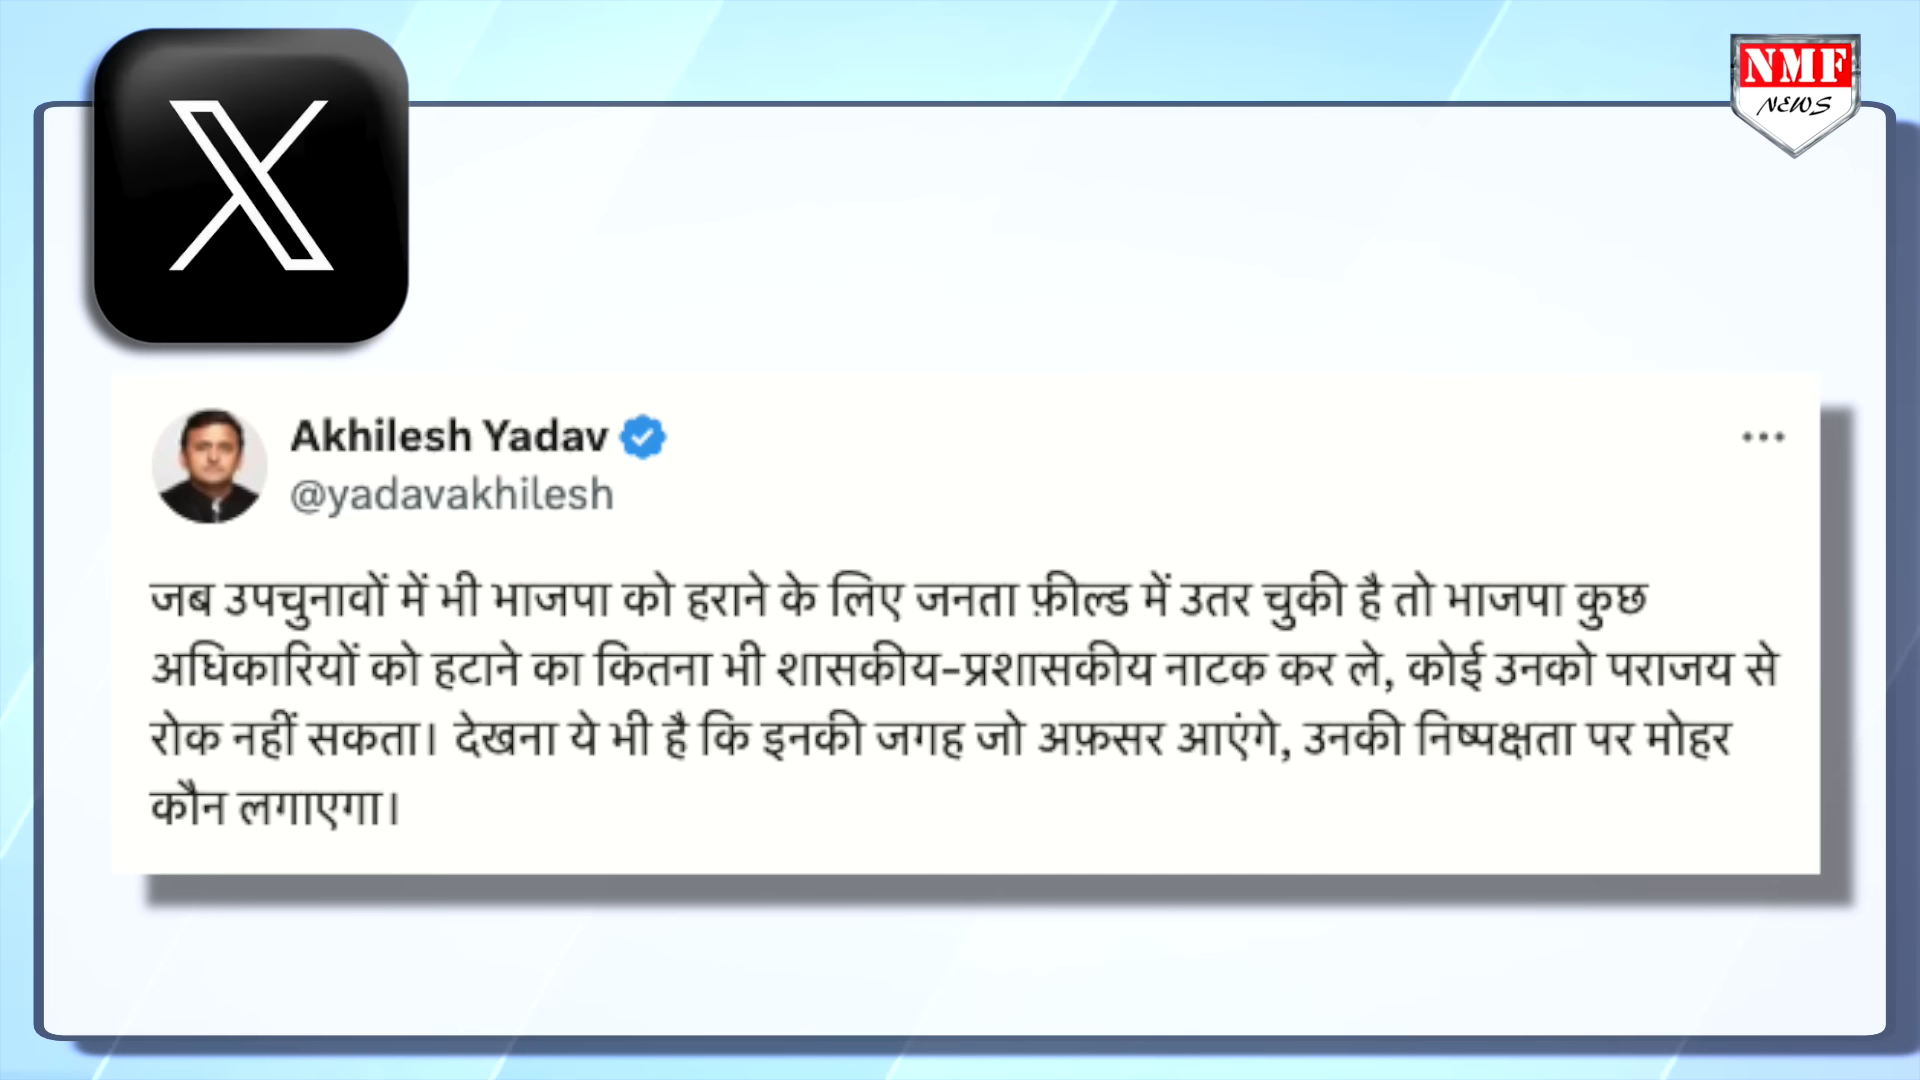 NMF
NEWS
Akhilesh Yadav
@yadavakhilesh
जब उपचुनावों में भी भाजपा को हराने के लिए जनता फ़ील्ड में उतर चुकी है तो भाजपा कुछ
अधिकारियों को हटाने का कितना भी शासकीय-प्रशासकीय नाटक कर ले, कोई उनको पराजय से
रोक नहीं सकता। देखना ये भी है कि इनकी जगह जो अफ़सर आएंगे, उनकी निष्पक्षता पर मोहर
कौन लगाएगा।